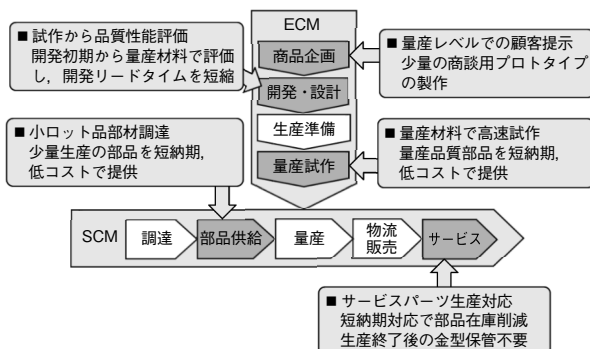 ECM
■ 試作から品質性能評価
開発初期から量産材料で評価
し，開発リードタイムを短縮
商品企画
■ 量産レベルでの顧客提示
少量の商談用プロトタイプ
の製作
開発・設計
■ 小ロット品部材調達
少量生産の部品を短納期，
低コストで提供
生産準備
■ 量産材料で高速試作
量産品質部品を短納期，
低コストで提供
量産試作
SCM
調達
部品供給
量産
物流
販売
サービス
■ サービスパーツ生産対応
短納期対応で部品在庫削減
生産終了後の金型保管不要